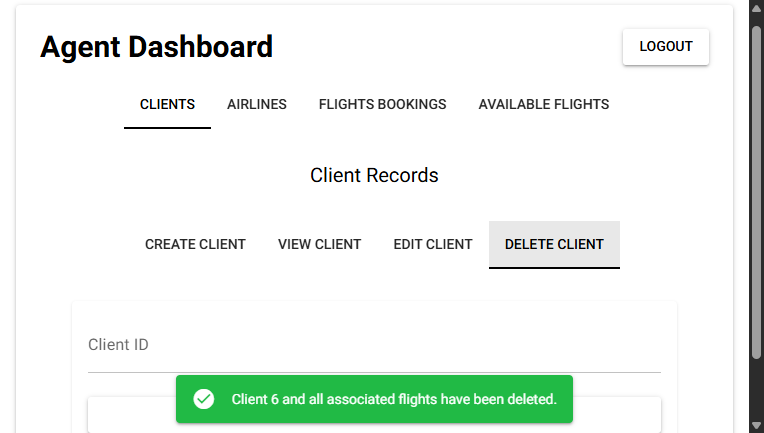 Agent Dashboard
LOGOUT
CLIENTS AIRLINES FLIGHTS BOOKINGS AVAILABLE FLIGHTS
Client Records
CREATE CLIENT VIEW CLIENT EDIT CLIENT DELETE CLIENT
Client ID
Client 6 and all associated flights have been deleted.